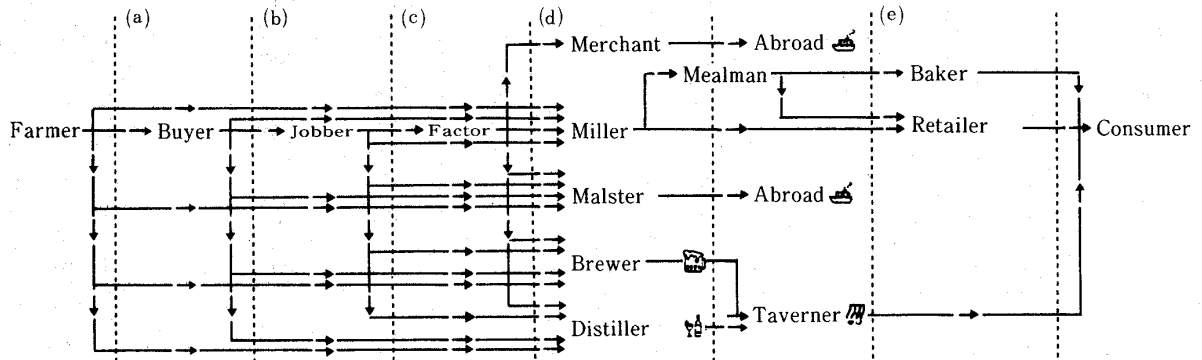 (a) (b) (c) (d) (e)
Merchant Abroad
Mealman Baker
Farmer Buyer Jobber Factor Miller Retailer Consumer
Malster Abroad
Brewer
Distiller Taverner